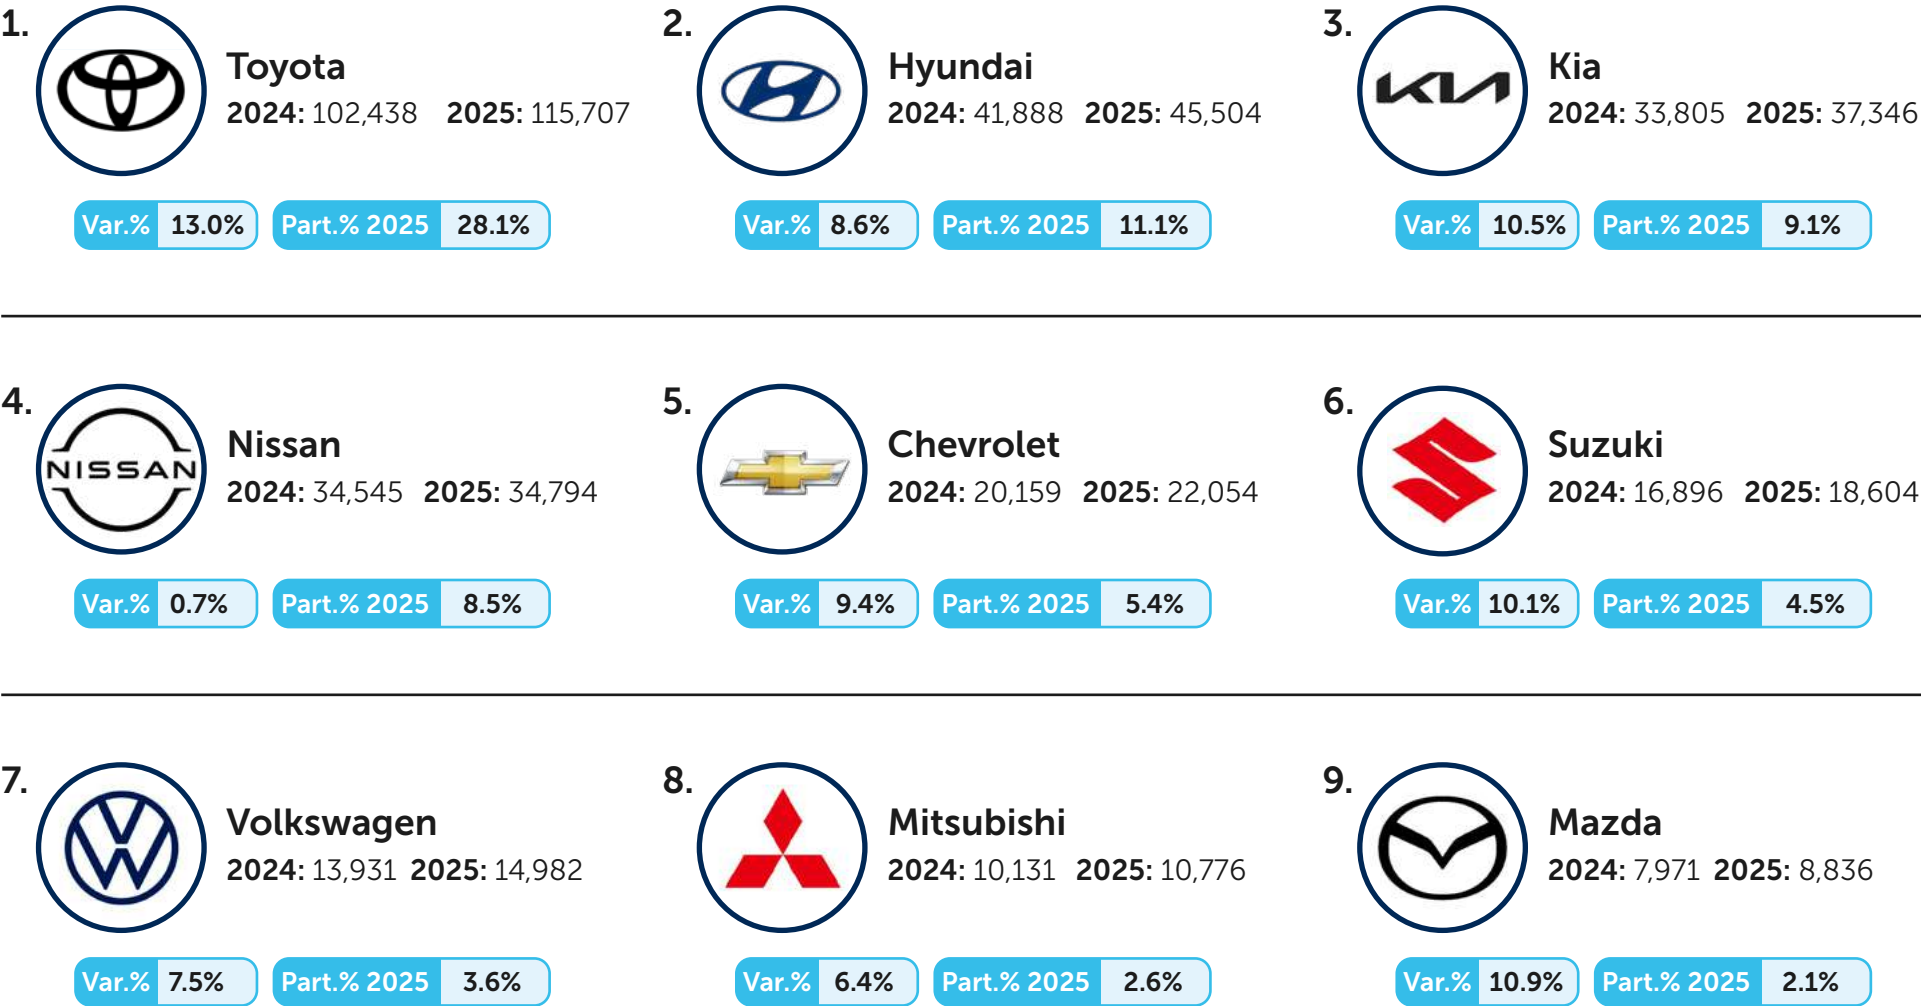 1.
Toyota
2024: 102,438 2025: 115,707
Var.% 13.0% Part.% 2025 28.1%
2.
Hyundai
2024: 41,888 2025: 45,504
Var.% 8.6% Part.% 2025 11.1%
3.
KIA
Kia
2024: 33,805 2025: 37,346
Var.% 10.5% Part.% 2025 9.1%
4.
NISSAN
Nissan
2024: 34,545 2025: 34,794
Var.% 0.7% Part.% 2025 8.5%
5.
Chevrolet
2024: 20,159 2025: 22,054
Var.% 9.4% Part.% 2025 5.4%
6.
Suzuki
2024: 16,896 2025: 18,604
Var.% 10.1% Part.% 2025 4.5%
7.
Volkswagen
2024: 13,931 2025: 14,982
Var.% 7.5% Part.% 2025 3.6%
8.
Mitsubishi
2024: 10,131 2025: 10,776
Var.% 6.4% Part.% 2025 2.6%
9.
Mazda
2024: 7,971 2025: 8,836
Var.% 10.9% Part.% 2025 2.1%